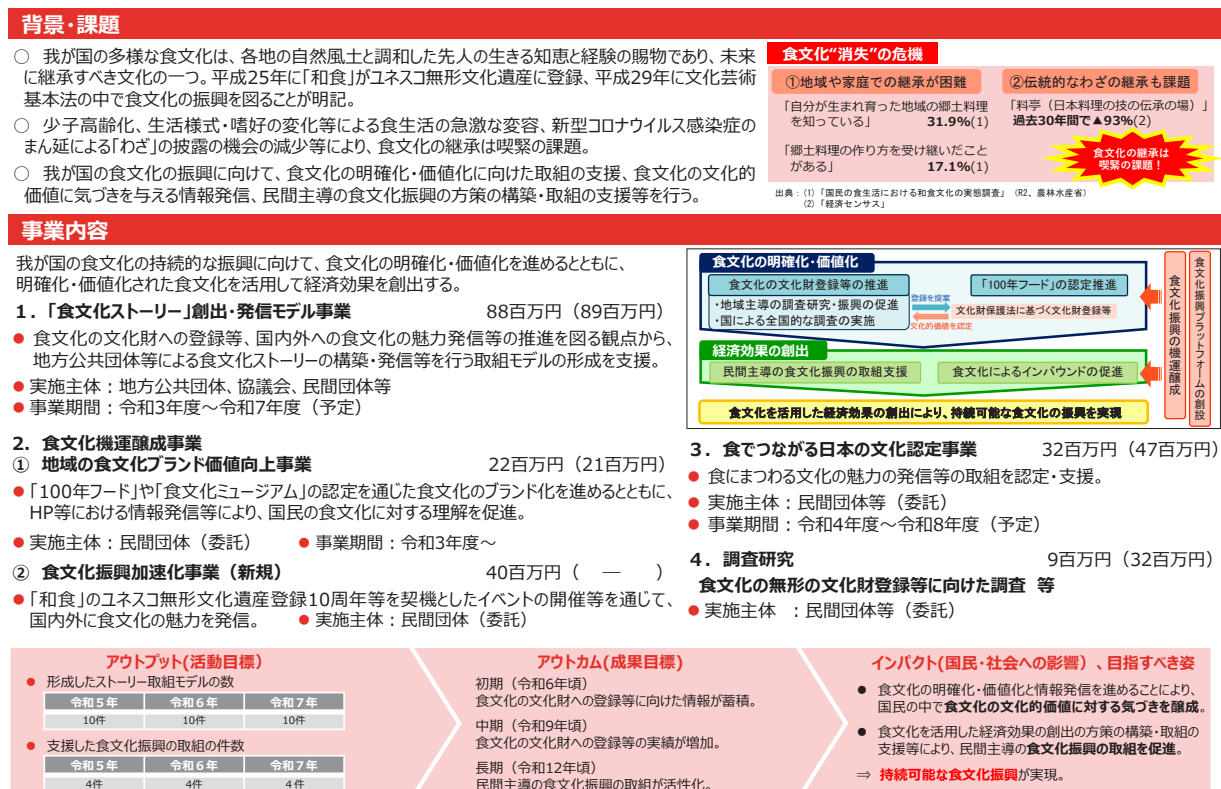 背景・課題
○　我が国の多様な食文化は、各地の自然風土と調和した先人の生きる知恵と経験の賜物であり、未来
に継承すべき文化の一つ。平成25年に「和食」がユネスコ無形文化遺産に登録、平成29年に文化芸術
基本法の中で食文化の振興を図ることが明記。
○　少子高齢化、生活様式・嗜好の変化等による食生活の急激な変容、新型コロナウイルス感染症の
まん延による「わざ」の披露の機会の減少等により、食文化の継承は喫緊の課題。
○　我が国の食文化の振興に向けて、食文化の明確化・価値化に向けた取組の支援、食文化の文化的
価値に気づきを与える情報発信、民間主導の食文化振興の方策の構築・取組の支援等を行う。
食文化“消失”の危機
①地域や家庭での継承が困難
「自分が生まれ育った地域の郷土料理
を知っている」　31.9%(1)
「郷土料理の作り方を受け継いだこと
がある」　17.1%(1)
②伝統的なわざの継承も課題
「料亭（日本料理の技の伝承の場）」
過去30年間で▲93%(2)
食文化の継承は
喫緊の課題！
出典：(1)「国民の食生活における和食文化の実態調査」（R2、農林水産省）
(2)「経済センサス」
事業内容
我が国の食文化の持続的な振興に向けて、食文化の明確化・価値化を進めるとともに、
明確化・価値化された食文化を活用して経済効果を創出する。
１．「食文化ストーリー」創出・発信モデル事業　88百万円（89百万円）
● 食文化の文化財への登録等、国内外への食文化の魅力発信等の推進を図る観点から、
地方公共団体等による食文化ストーリーの構築・発信等を行う取組モデルの形成を支援。
● 実施主体：地方公共団体、協議会、民間団体等
● 事業期間：令和3年度～令和7年度（予定）
2．食文化機運醸成事業
①　地域の食文化ブランド価値向上事業　22百万円（21百万円）
● 「100年フード」や「食文化ミュージアム」の認定を通じた食文化のブランド化を進めるとともに、
HP等における情報発信等により、国民の食文化に対する理解を促進。
● 実施主体：民間団体（委託）　● 事業期間：令和3年度～
②　食文化振興加速化事業（新規）　40百万円（　―　）
● 「和食」のユネスコ無形文化遺産登録10周年等を契機としたイベントの開催等を通じて、
国内外に食文化の魅力を発信。　● 実施主体：民間団体（委託）
食文化の明確化・価値化
食文化の文化財登録等の推進
・地域主導の調査研究・振興の促進
・国による全国的な調査の実施
登録を提案
文化的価値を認定
「100年フード」の認定推進
文化財保護法に基づく文化財登録等
経済効果の創出
民間主導の食文化振興の取組支援
食文化によるインバウンドの促進
食文化を活用した経済効果の創出により、持続可能な食文化の振興を実現
食文化振興の機運醸成
食文化振興プラットフォームの創設
３．食でつながる日本の文化認定事業　32百万円（47百万円）
● 食にまつわる文化の魅力の発信等の取組を認定・支援。
● 実施主体：民間団体等（委託）
● 事業期間：令和4年度～令和8年度（予定）
４．調査研究　9百万円（32百万円）
食文化の無形の文化財登録等に向けた調査 等
● 実施主体　：民間団体等（委託）
アウトプット(活動目標）
● 形成したストーリー取組モデルの数
令和５年　令和６年　令和７年
10件　10件　10件
● 支援した食文化振興の取組の件数
令和５年　令和６年　令和７年
4件　4件　4件
アウトカム(成果目標)
初期（令和6年頃）
食文化の文化財への登録等に向けた情報が蓄積。
中期（令和9年頃）
食文化の文化財への登録等の実績が増加。
長期（令和12年頃）
民間主導の食文化振興の取組が活性化。
インパクト(国民・社会への影響）、目指すべき姿
● 食文化の明確化・価値化と情報発信を進めることにより、
国民の中で食文化の文化的価値に対する気づきを醸成。
● 食文化を活用した経済効果の創出の方策の構築・取組の
支援等により、民間主導の食文化振興の取組を促進。
⇒ 持続可能な食文化振興が実現。